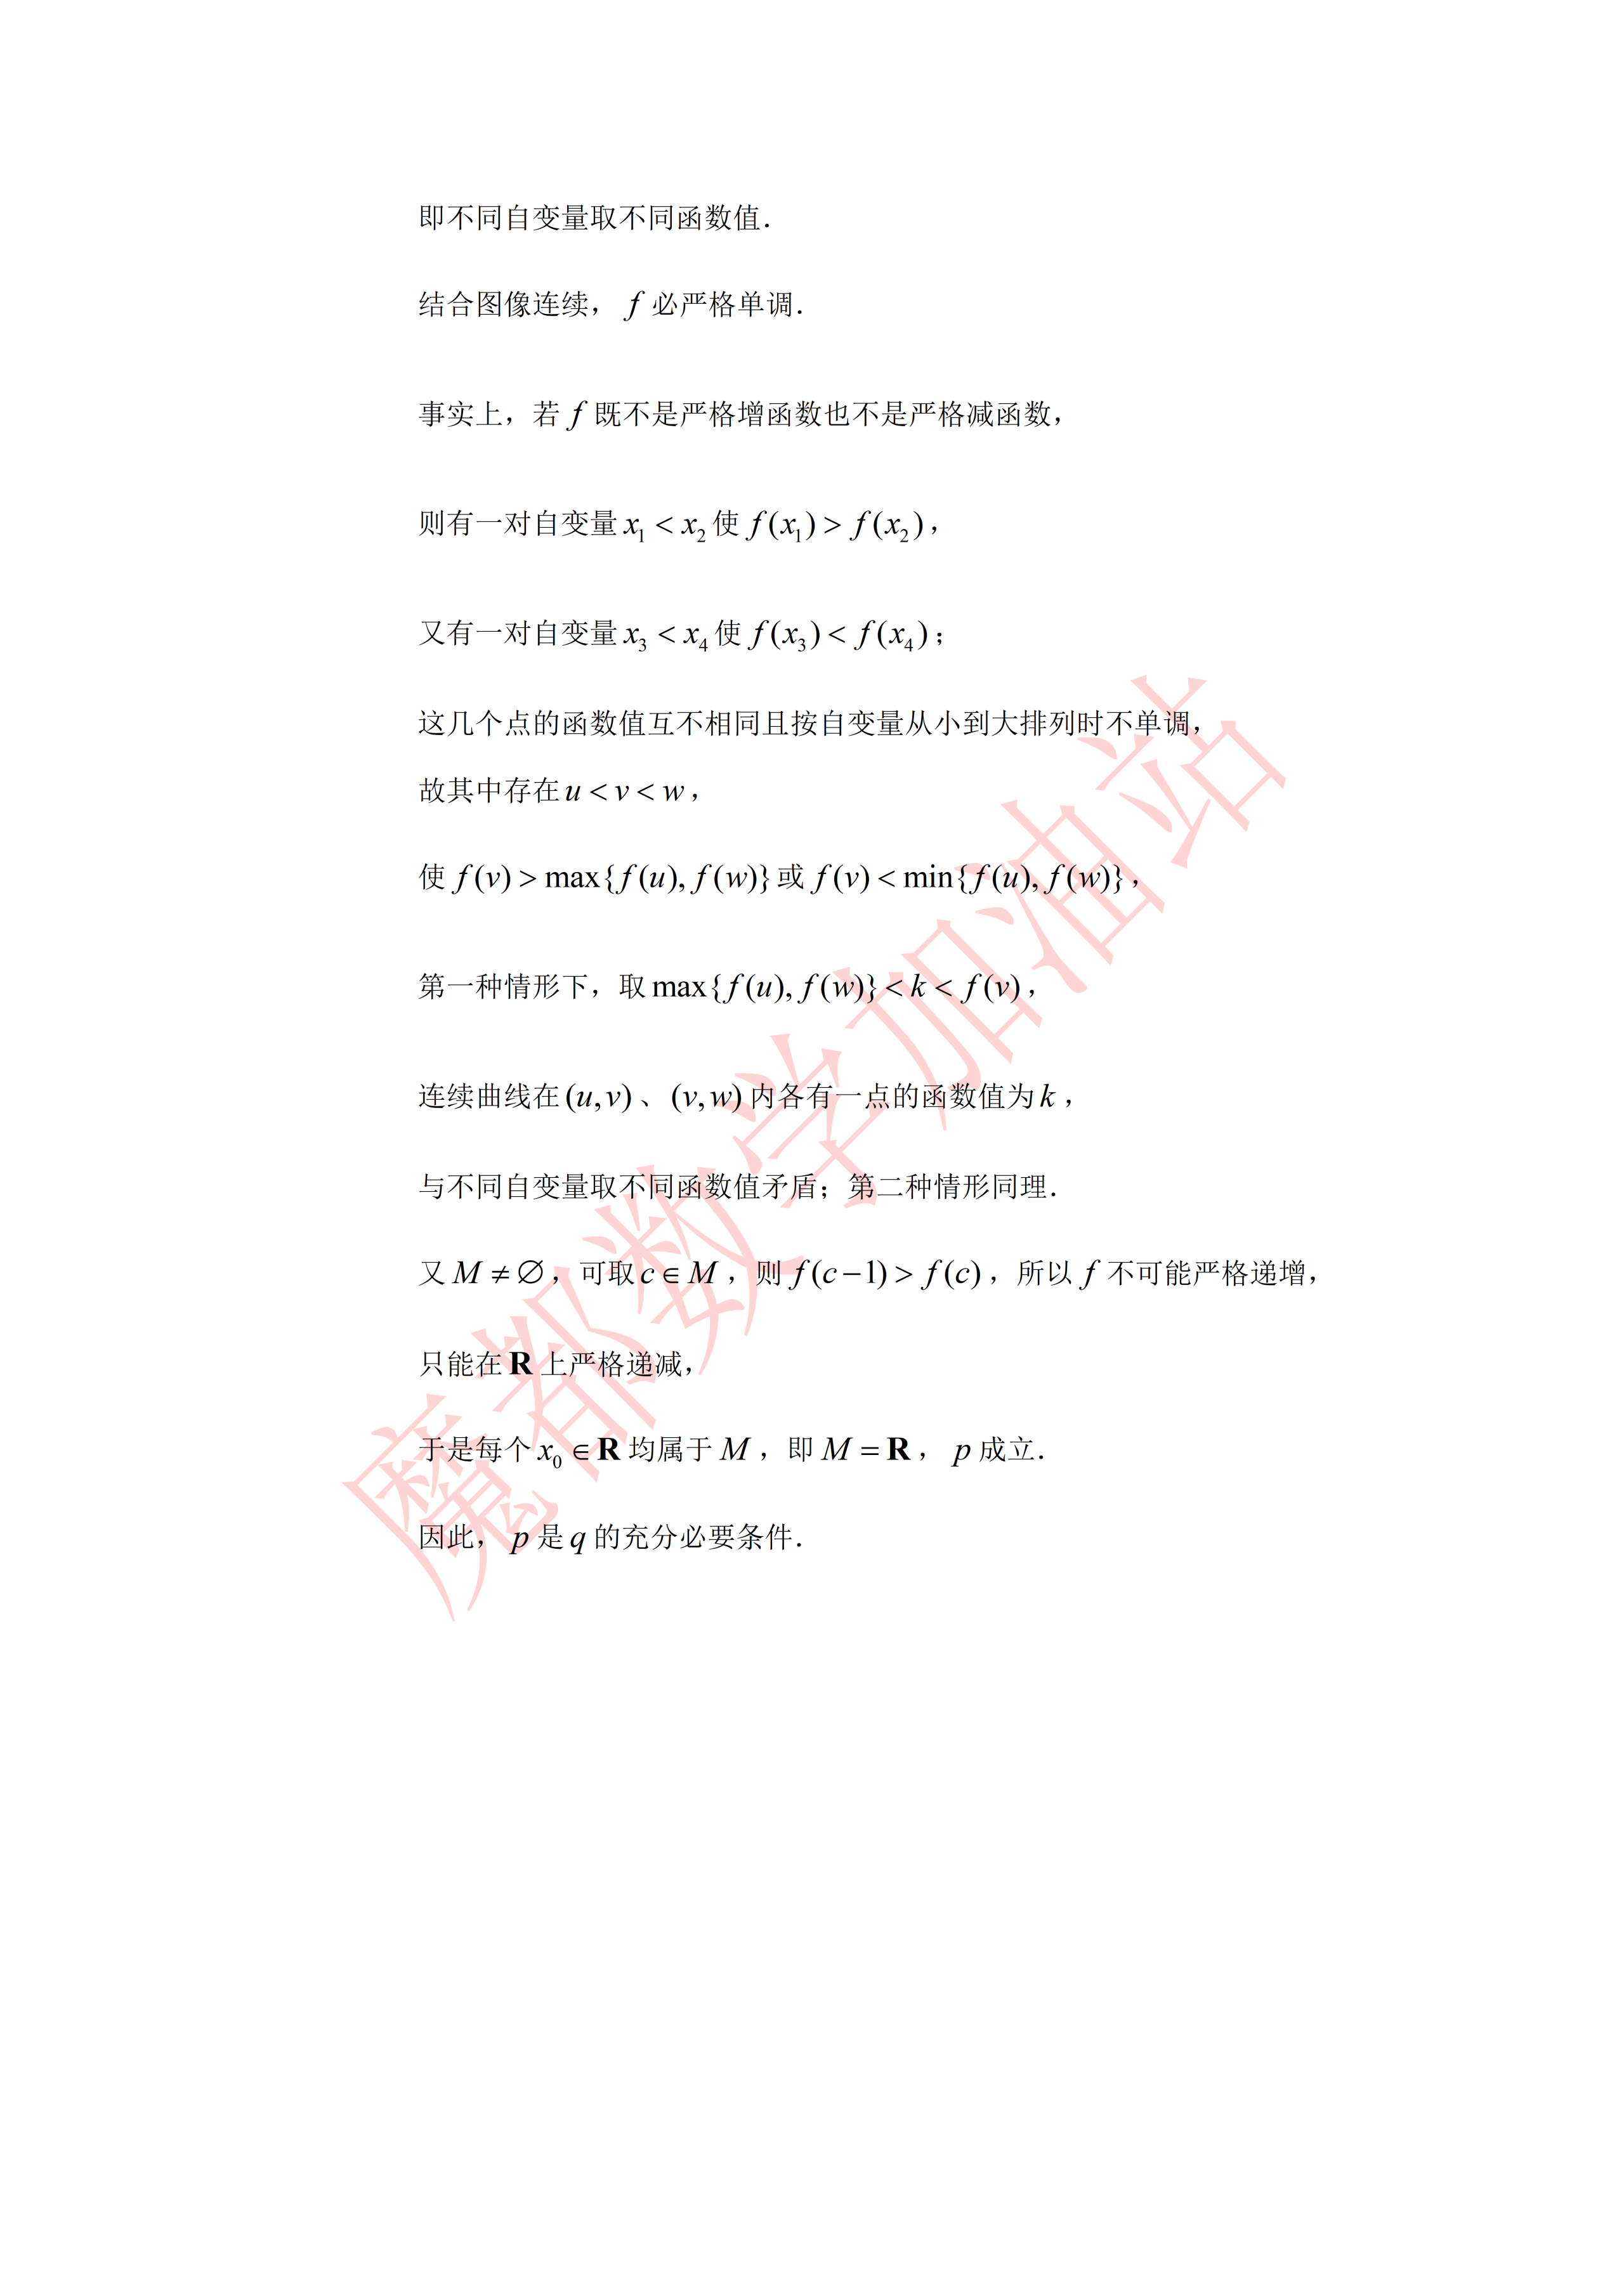 即不同自变量取不同函数值．
结合图像连续， f 必严格单调．
事实上，若 f 既不是严格增函数也不是严格减函数，
则有一对自变量 x₁ < x₂ 使 f(x₁) > f(x₂)，
又有一对自变量 x₃ < x₄ 使 f(x₃) < f(x₄)；
这几个点的函数值互不相同且按自变量从小到大排列时不单调，
故其中存在 u < v < w，
使 f(v) > max{f(u), f(w)} 或 f(v) < min{f(u), f(w)}，
第一种情形下，取 max{f(u), f(w)} < k < f(v)，
连续曲线在 (u,v)、(v,w) 内各有一点的函数值为 k，
与不同自变量取不同函数值矛盾；第二种情形同理．
又 M ≠ ∅，可取 c ∈ M，则 f(c−1) > f(c)，所以 f 不可能严格递增，
只能在 R 上严格递减，
于是每个 x₀ ∈ R 均属于 M，即 M = R， p 成立．
因此， p 是 q 的充分必要条件．
魔都数学加油站